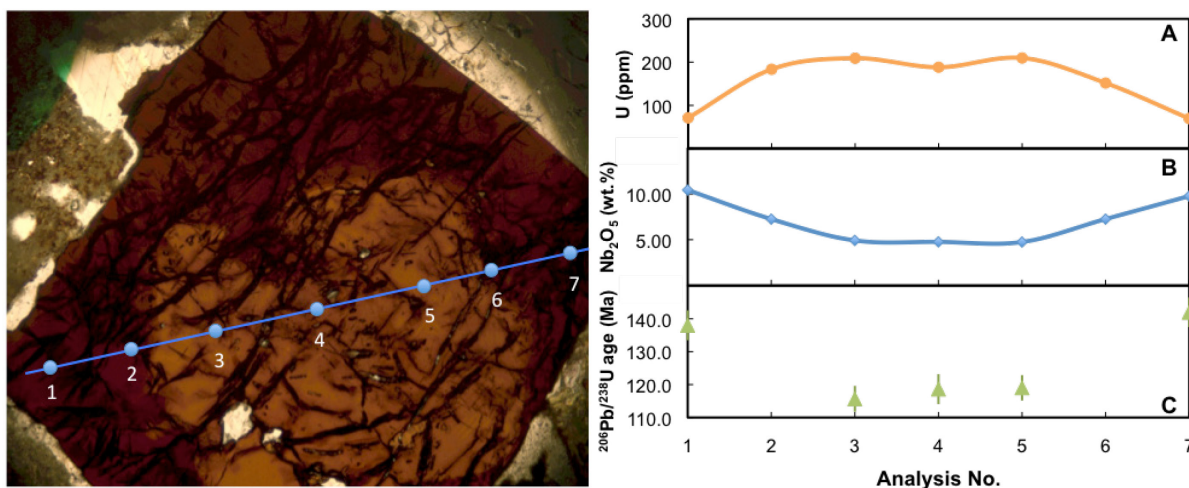 1
2
3
4
5
6
7
A
300
200
100
U (ppm)
B
10.00
5.00
Nb₂O₅ (wt.%)
140.0
130.0
120.0
110.0
²⁰⁶Pb/²³⁸U age (Ma)
C
1 2 3 4 5 6 7
Analysis No.